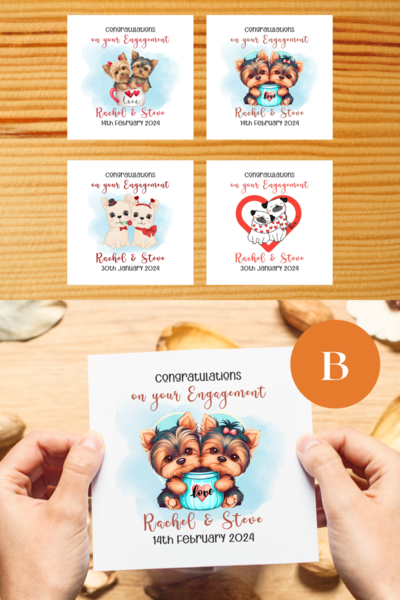 Congratulations
on your Engagement
Love
Rachel & Steve
14th February 2024
Congratulations
on your Engagement
love
Rachel & Steve
14th February 2024
Congratulations
on your Engagement
Rachel & Steve
30th January 2024
Congratulations
on your Engagement
Rachel & Steve
30th January 2024
B
Congratulations
on your Engagement
love
Rachel & Steve
14th February 2024